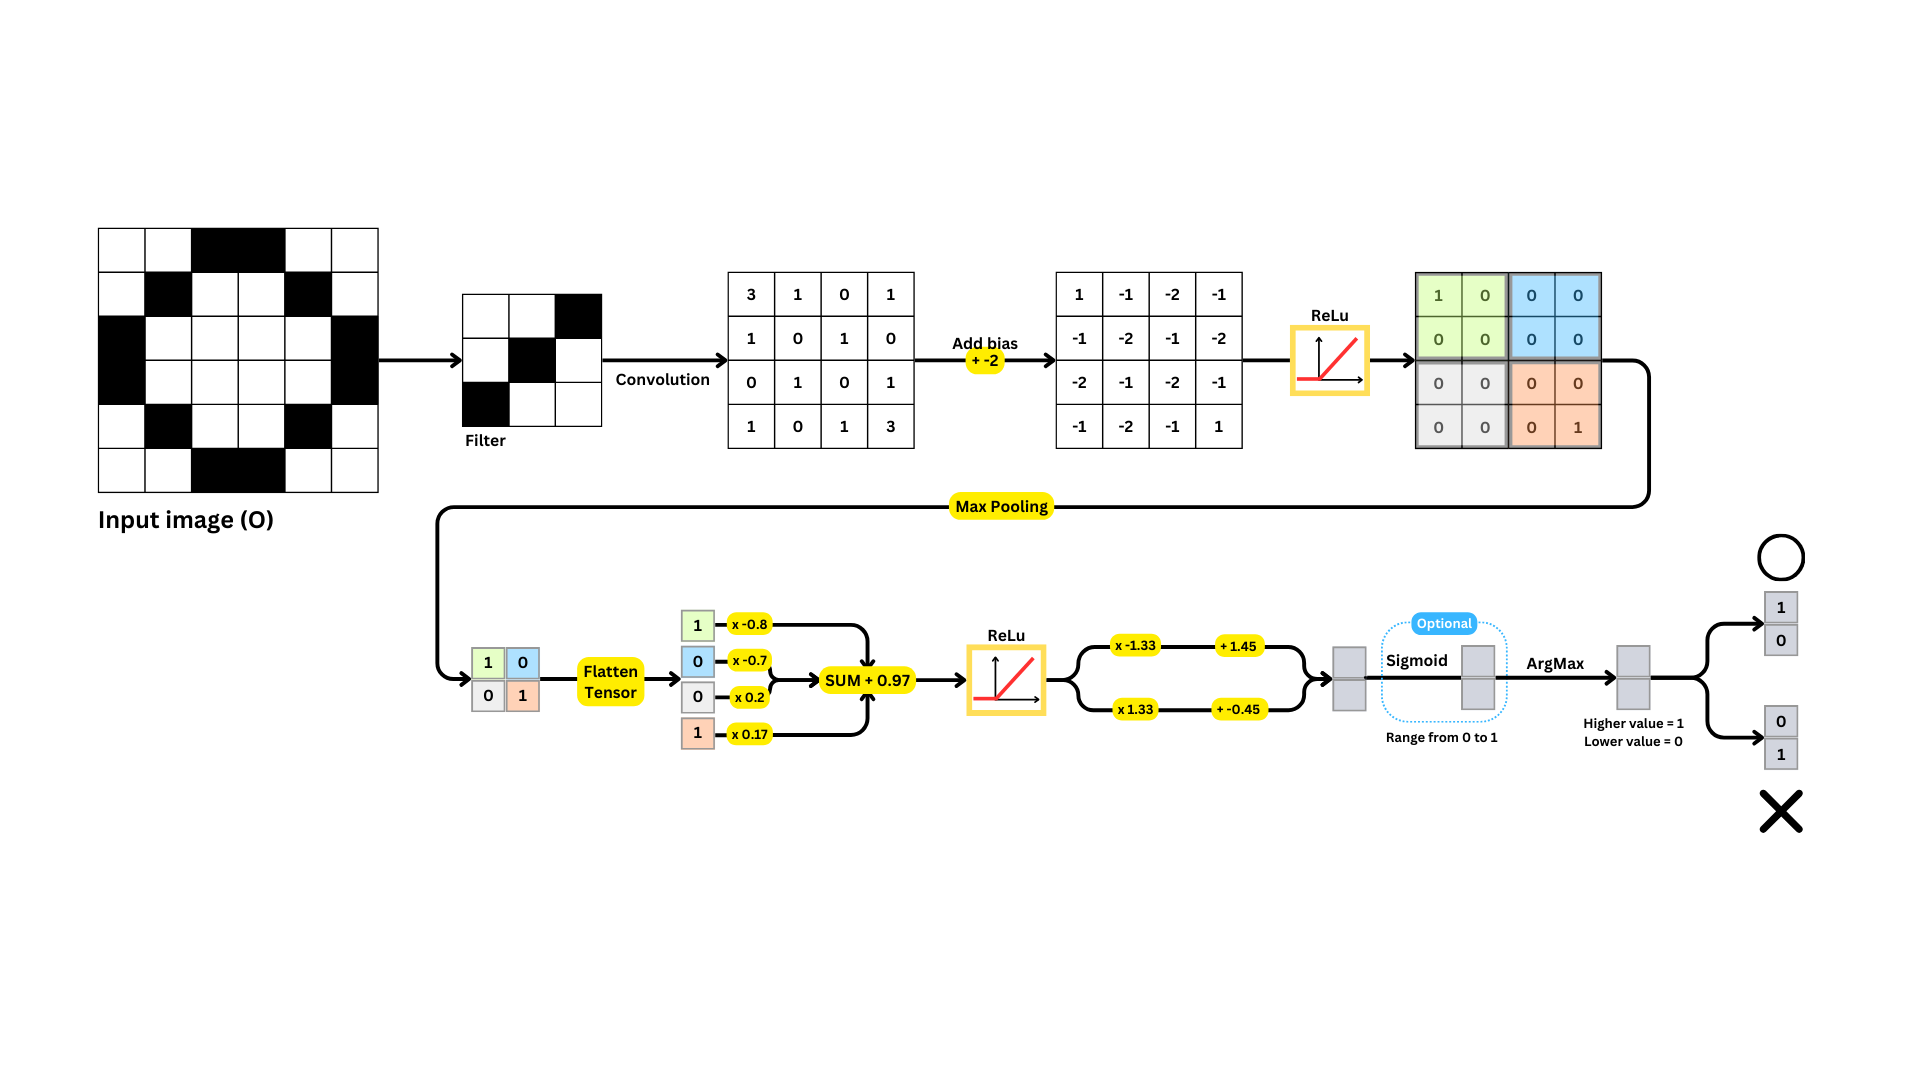 Input image (O)
Filter
Convolution
3 1 0 1
1 0 1 0
0 1 0 1
1 0 1 3
Add bias
+ -2
1 -1 -2 -1
-1 -2 -1 -2
-2 -1 -2 -1
-1 -2 -1 1
ReLu
1 0 0 0
0 0 0 0
0 0 0 0
0 0 0 1
Max Pooling
1 0
0 1
Flatten
Tensor
1 x -0.8
0 x -0.7
0 x 0.2
1 x 0.17
SUM + 0.97
ReLu
x -1.33 + 1.45
x 1.33 + -0.45
Optional
Sigmoid
Range from 0 to 1
ArgMax
Higher value = 1
Lower value = 0
1
0
0
1